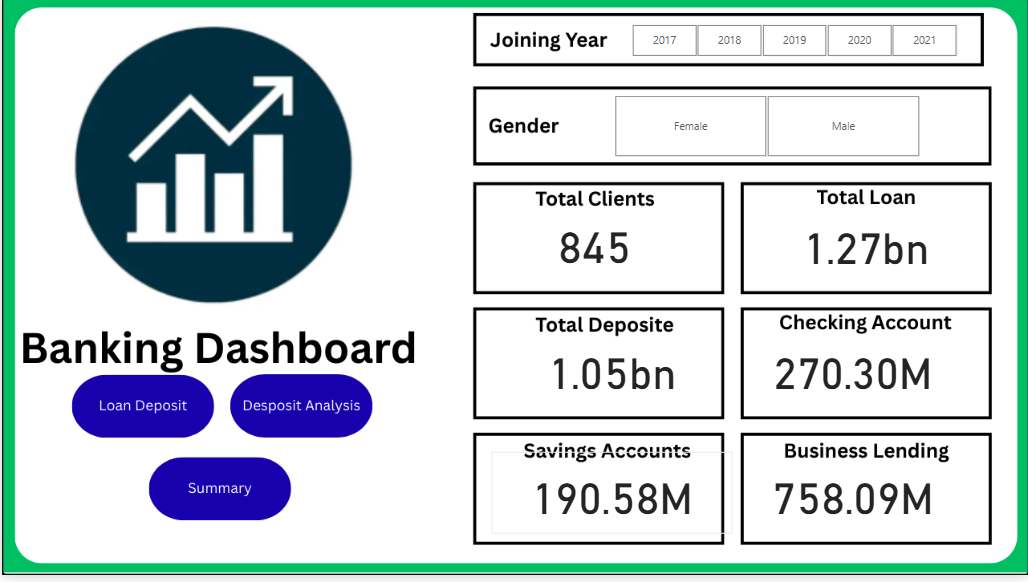 Joining Year
2017
2018
2019
2020
2021
Gender
Female
Male
Total Clients
845
Total Loan
1.27bn
Total Deposite
1.05bn
Checking Account
270.30M
Savings Accounts
190.58M
Business Lending
758.09M
Banking Dashboard
Loan Deposit
Desposit Analysis
Summary